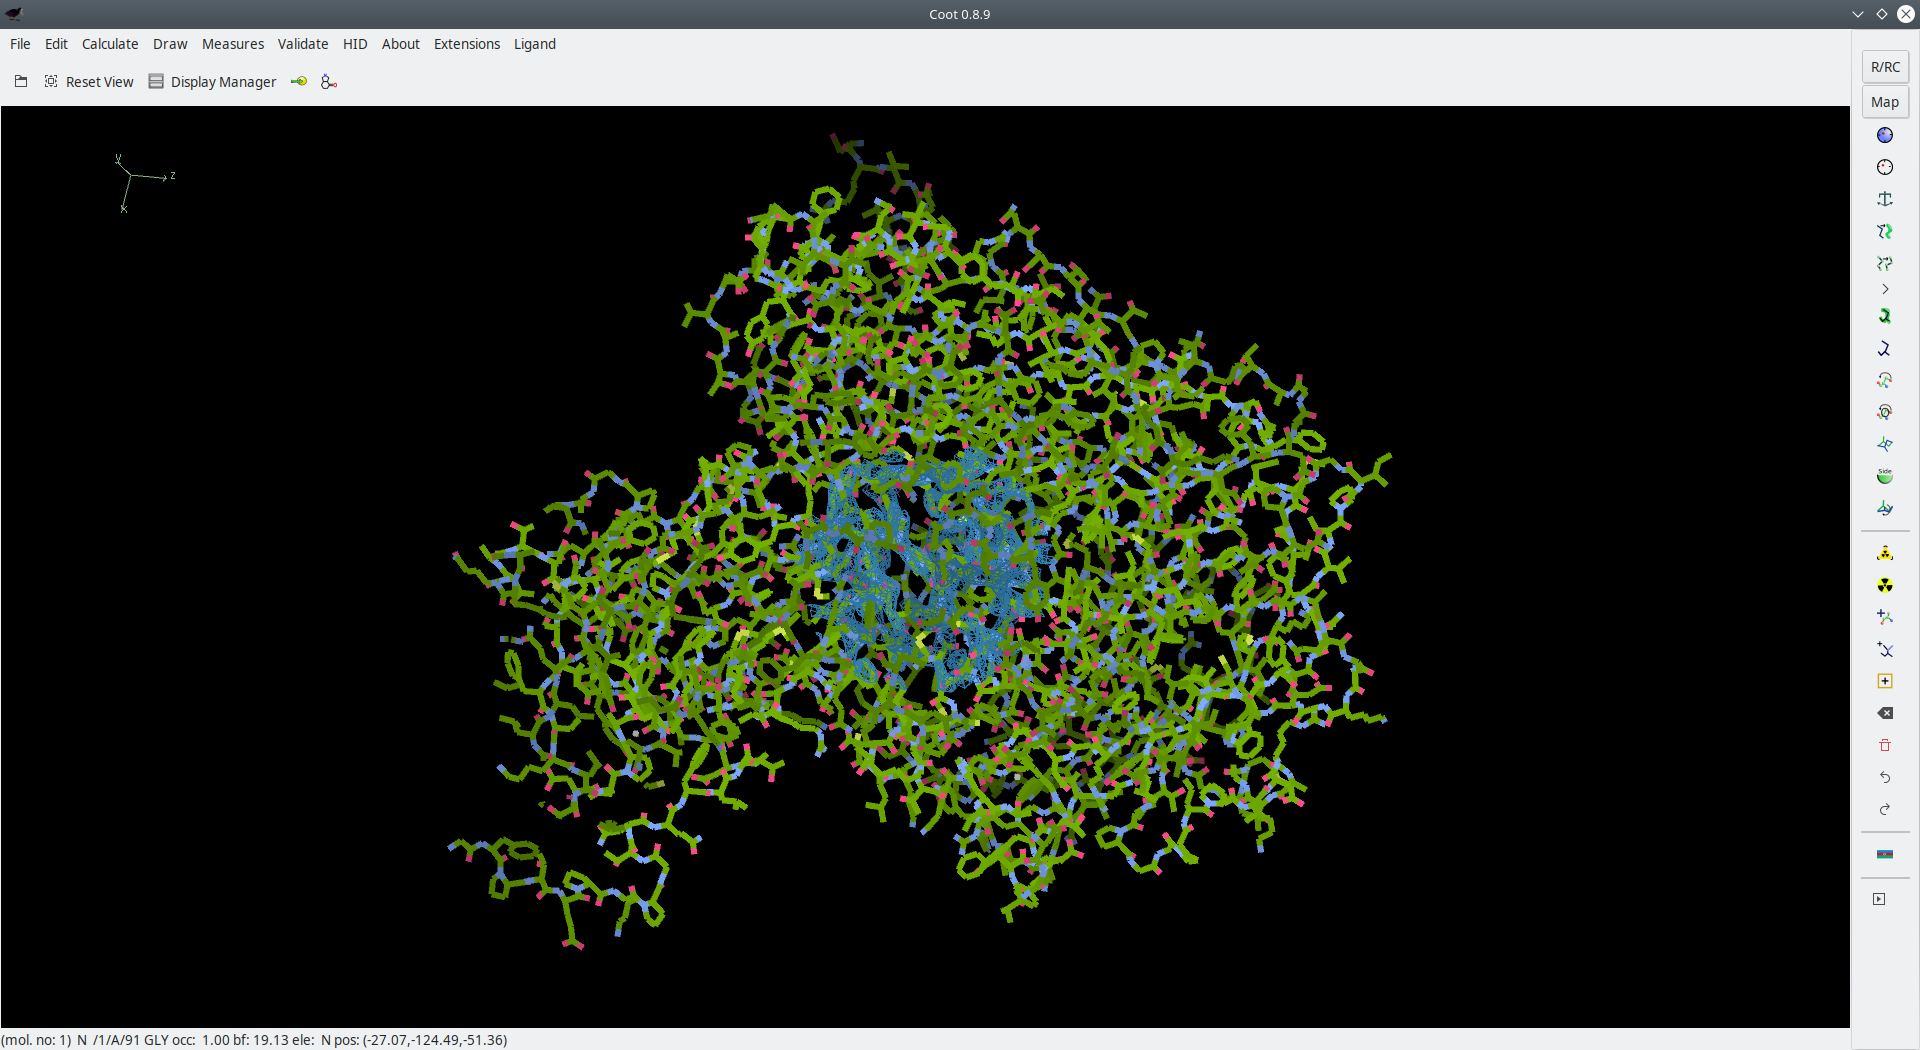 Coot 0.8.9
File Edit Calculate Draw Measures Validate HID About Extensions Ligand
Reset View Display Manager
R/RC
Map
y
z
x
Side
(mol. no: 1) N /1/A/91 GLY occ: 1.00 bf: 19.13 ele: N pos: (-27.07,-124.49,-51.36)